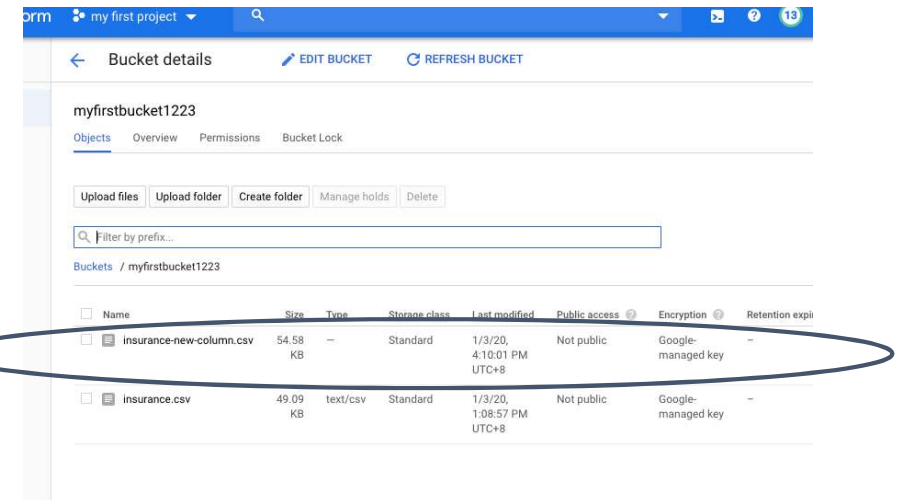 orm my first project 13
Bucket details EDIT BUCKET REFRESH BUCKET
myfirstbucket1223
Objects Overview Permissions Bucket Lock
Upload files Upload folder Create folder Manage holds Delete
Filter by prefix...
Buckets / myfirstbucket1223
Name Size Type Storage class Last modified Public access Encryption Retention expir
insurance-new-column.csv 54.58 — Standard 1/3/20, Not public Google- –
KB 4:10:01 PM managed key
UTC+8
insurance.csv 49.09 text/csv Standard 1/3/20, Not public Google- –
KB 1:08:57 PM managed key
UTC+8